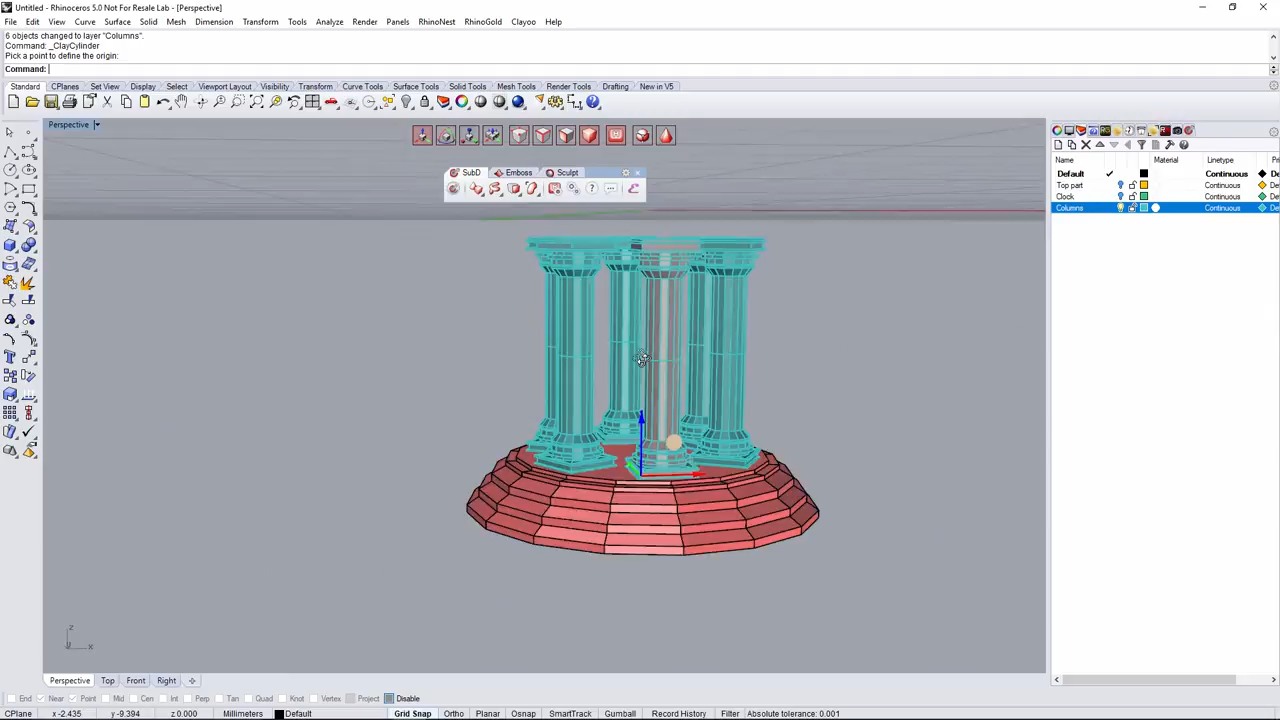 Untitled - Rhinoceros 5.0 Not For Resale Lab - [Perspective]
File Edit View Curve Surface Solid Mesh Dimension Transform Tools Analyze Render Panels RhinoNest RhinoGold Clayoo Help
6 objects changed to layer "Columns".
Command: _ClayCylinder
Pick a point to define the origin:
Command:
Standard CPlanes Set View Display Select Viewport Layout Visibility Transform Curve Tools Surface Tools Solid Tools Mesh Tools Render Tools Drafting New in V5
Perspective
SubD Emboss Sculpt
Name Material Linetype Pri
Default Continuous De
Top part Continuous De
Clock Continuous De
Columns Continuous De
z
x
Perspective Top Front Right
End Near Point Mid Cen Int Perp Tan Quad Knot Vertex Project Disable
CPlane x -2.435 y -9.394 z 0.000 Millimeters Default Grid Snap Ortho Planar Osnap SmartTrack Gumball Record History Filter Absolute tolerance: 0.001